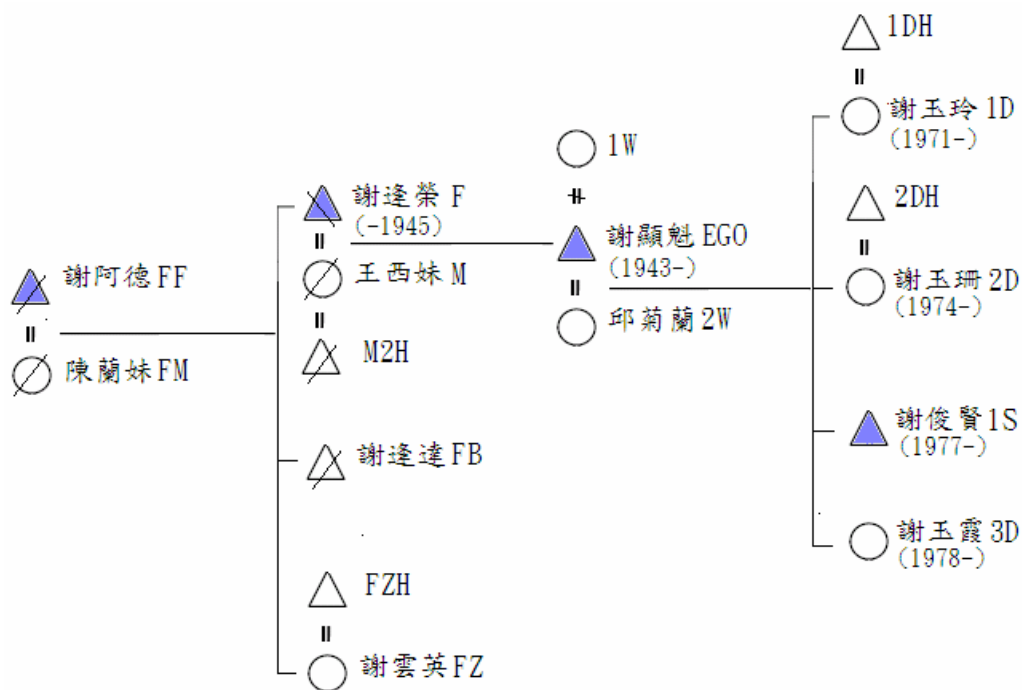 1DH
謝玉玲 1D
(1971-)
1W
謝逢榮 F
(-1945)
2DH
謝顯魁 EGO
(1943-)
謝阿德 FF
王西妹 M
謝玉珊 2D
(1974-)
邱菊蘭 2W
M2H
陳蘭妹 FM
謝俊賢 1S
(1977-)
謝逢達 FB
謝玉霞 3D
(1978-)
FZH
謝雲英 FZ